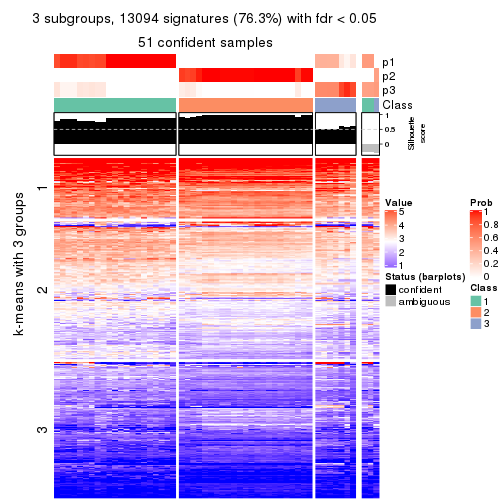 3 subgroups, 13094 signatures (76.3%) with fdr < 0.05
51 confident samples
p1
p2
p3
Class
1
0.5
0
Silhouette
score
k-means with 3 groups
1
2
3
Value
5
4
3
2
1
Status (barplots)
confident
ambiguous
Prob
1
0.8
0.6
0.4
0.2
0
Class
1
2
3